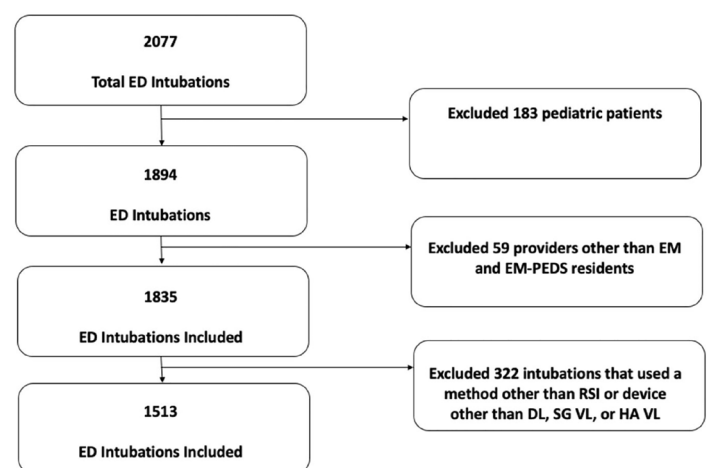 2077
Total ED Intubations
Excluded 183 pediatric patients
1894
ED Intubations
Excluded 59 providers other than EM
and EM-PEDS residents
1835
ED Intubations Included
Excluded 322 intubations that used a
method other than RSI or device
other than DL, SG VL, or HA VL
1513
ED Intubations Included